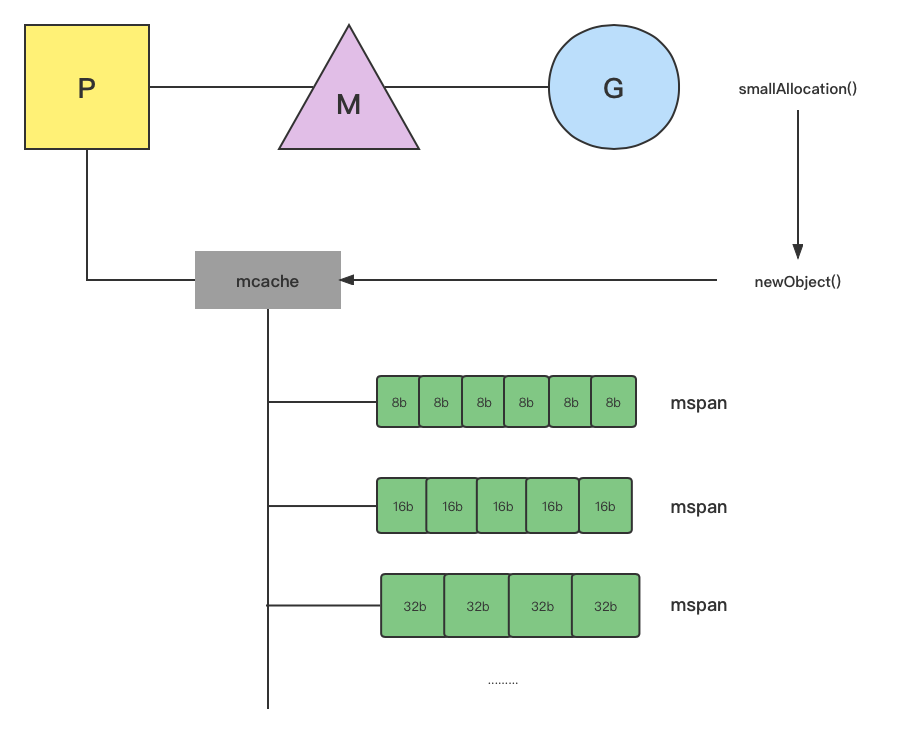 P
M
G
smallAllocation()
mcache
newObject()
8b 8b 8b 8b 8b 8b mspan
16b 16b 16b 16b 16b mspan
32b 32b 32b 32b mspan
.........